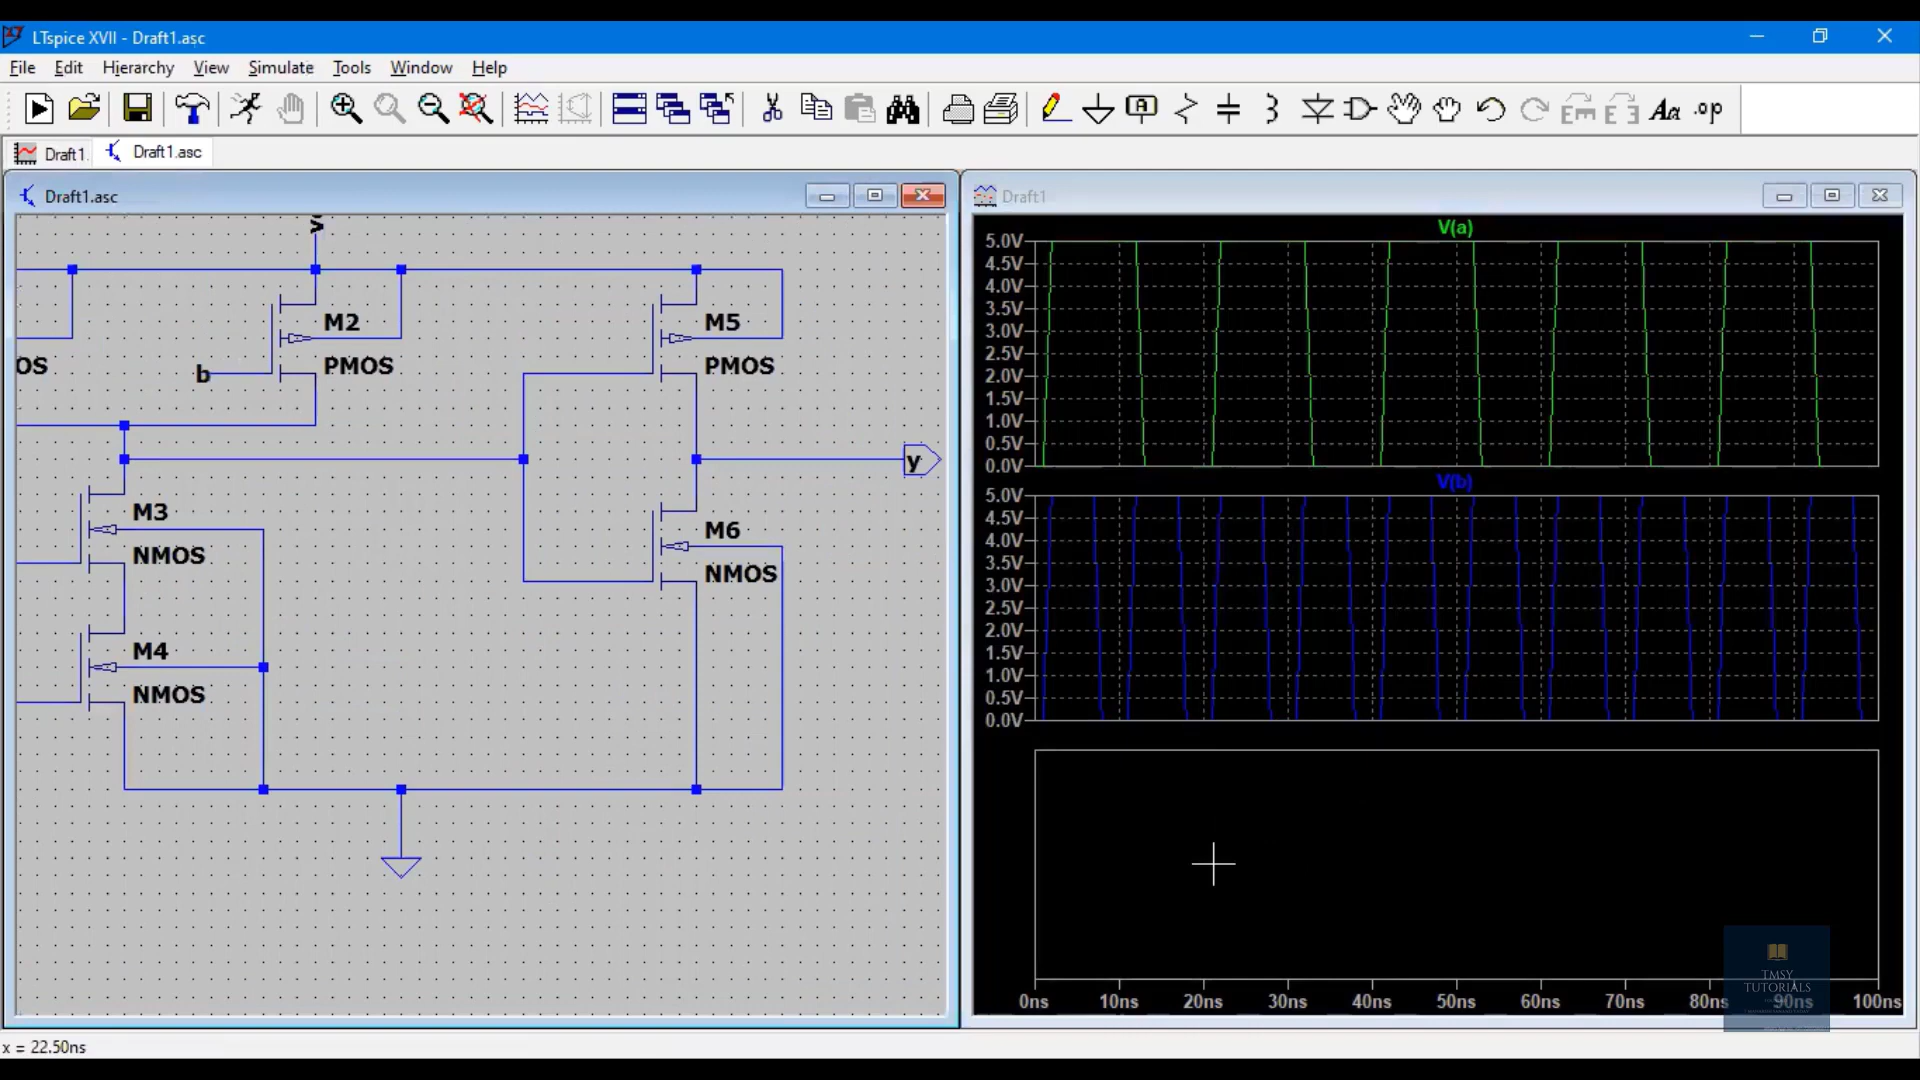 LTspice XVII - Draft1.asc
File Edit Hierarchy View Simulate Tools Window Help
A
Aa .op
Draft1. Draft1.asc
Draft1.asc
Draft1
V(a)
5.0V
4.5V
4.0V
3.5V
3.0V
2.5V
2.0V
1.5V
1.0V
0.5V
0.0V
V(b)
5.0V
4.5V
4.0V
3.5V
3.0V
2.5V
2.0V
1.5V
1.0V
0.5V
0.0V
0ns 10ns 20ns 30ns 40ns 50ns 60ns 70ns 80ns 90ns 100ns
M2
PMOS
b
OS
M5
PMOS
y
M3
NMOS
M6
NMOS
M4
NMOS
TMSY
TUTORIALS
x = 22.50ns